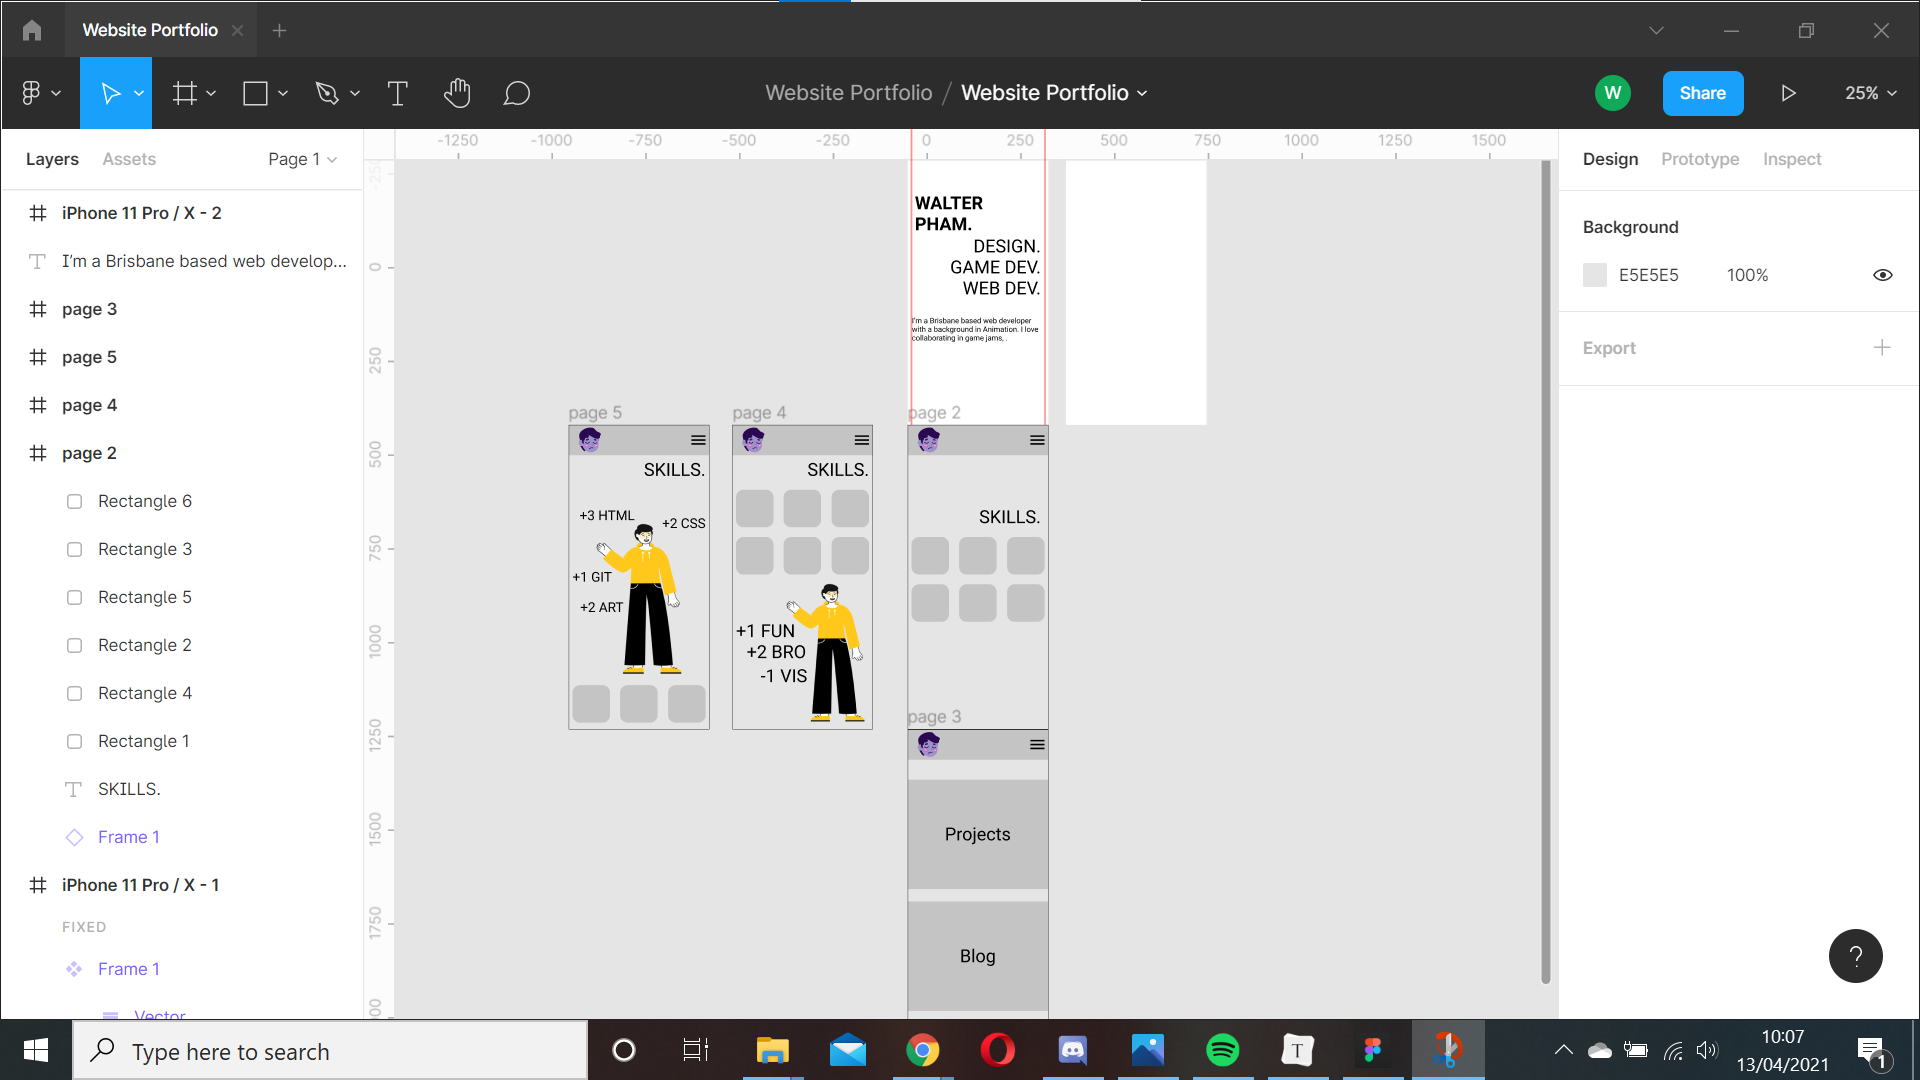 Website Portfolio
Website Portfolio / Website Portfolio
W
Share
25%
Layers
Assets
Page 1
-1250
-1000
-750
-500
-250
0
250
500
750
1000
1250
1500
Design
Prototype
Inspect
iPhone 11 Pro / X - 2
I'm a Brisbane based web develop...
page 3
page 5
page 4
page 2
Rectangle 6
Rectangle 3
Rectangle 5
Rectangle 2
Rectangle 4
Rectangle 1
SKILLS.
Frame 1
iPhone 11 Pro / X - 1
FIXED
Frame 1
Vector
-250
0
250
500
750
1000
1250
1500
1750
WALTER
PHAM.
DESIGN.
GAME DEV.
WEB DEV.
I'm a Brisbane based web developer
with a background in Animation. I love
collaborating in game jams, .
page 5
SKILLS.
+3 HTML
+2 CSS
+1 GIT
+2 ART
page 4
SKILLS.
+1 FUN
+2 BRO
-1 VIS
page 2
SKILLS.
page 3
Projects
Blog
Background
E5E5E5
100%
Export
?
Type here to search
T
10:07
13/04/2021
1